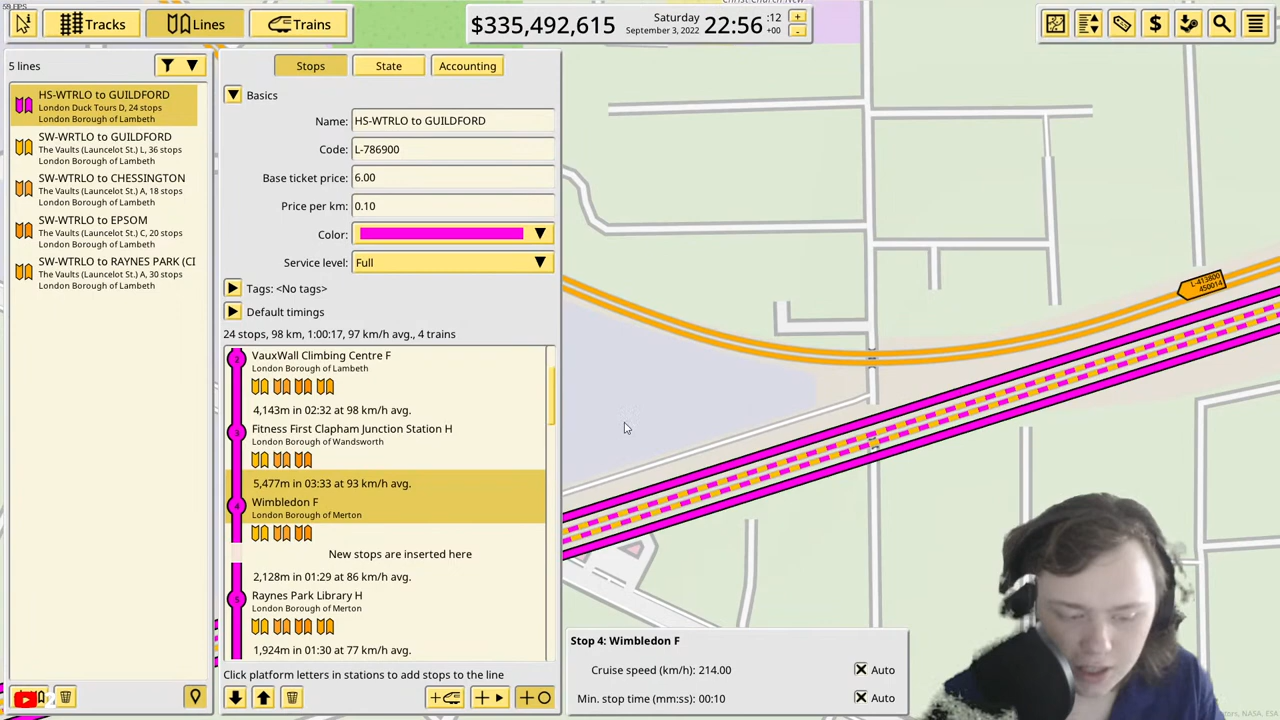 59 FPS
Tracks
Lines
Trains
$335,492,615
Saturday
September 3, 2022
22:56
:12
+00
+
-
$
5 lines
HS-WTRLO to GUILDFORD
London Duck Tours D, 24 stops
London Borough of Lambeth
SW-WRTLO to GUILDFORD
The Vaults (Launcelot St.) L, 36 stops
London Borough of Lambeth
SW-WTRLO to CHESSINGTON
The Vaults (Launcelot St.) A, 18 stops
London Borough of Lambeth
SW-WTRLO to EPSOM
The Vaults (Launcelot St.) C, 20 stops
London Borough of Lambeth
SW-WTRLO to RAYNES PARK (CI
The Vaults (Launcelot St.) A, 30 stops
London Borough of Lambeth
Stops
State
Accounting
Basics
Name: HS-WTRLO to GUILDFORD
Code: L-786900
Base ticket price: 6.00
Price per km: 0.10
Color:
Service level: Full
Tags: <No tags>
Default timings
24 stops, 98 km, 1:00:17, 97 km/h avg., 4 trains
2
VauxWall Climbing Centre F
London Borough of Lambeth
4,143m in 02:32 at 98 km/h avg.
3
Fitness First Clapham Junction Station H
London Borough of Wandsworth
5,477m in 03:33 at 93 km/h avg.
4
Wimbledon F
London Borough of Merton
New stops are inserted here
2,128m in 01:29 at 86 km/h avg.
5
Raynes Park Library H
London Borough of Merton
1,924m in 01:30 at 77 km/h avg.
Click platform letters in stations to add stops to the line
L-413800
450014
Stop 4: Wimbledon F
Cruise speed (km/h): 214.00
Auto
Min. stop time (mm:ss): 00:10
Auto